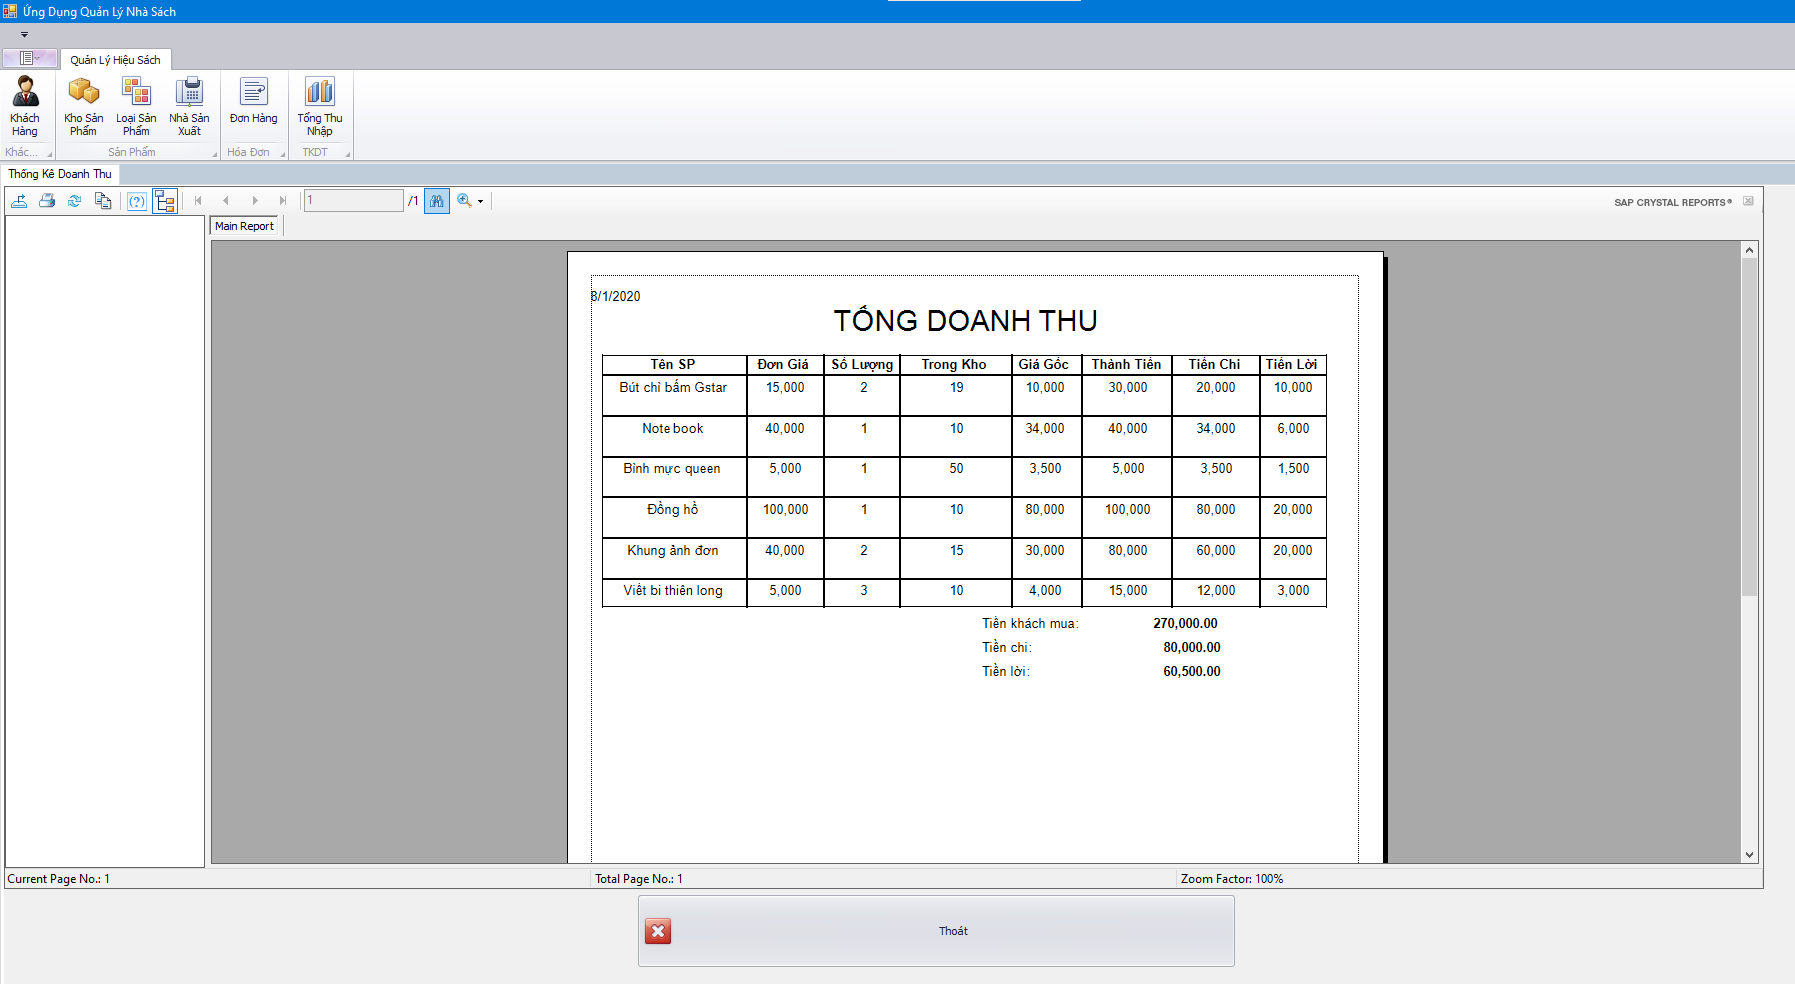 Ứng Dụng Quản Lý Nhà Sách
Quản Lý Hiệu Sách
Khách Hàng
Kho Sản Phẩm
Loại Sản Phẩm
Nhà Sản Xuất
Đơn Hàng
Tổng Thu Nhập
Khác...
Sản Phẩm
Hóa Đơn
TKDT
Thống Kê Doanh Thu
1 /1
SAP CRYSTAL REPORTS®
Main Report
8/1/2020
TỔNG DOANH THU
Tên SP Đơn Giá Số Lượng Trong Kho Giá Gốc Thành Tiền Tiền Chi Tiền Lời
Bút chì bấm Gstar 15,000 2 19 10,000 30,000 20,000 10,000
Note book 40,000 1 10 34,000 40,000 34,000 6,000
Bình mực queen 5,000 1 50 3,500 5,000 3,500 1,500
Đồng hồ 100,000 1 10 80,000 100,000 80,000 20,000
Khung ảnh đơn 40,000 2 15 30,000 80,000 60,000 20,000
Viết bi thiên long 5,000 3 10 4,000 15,000 12,000 3,000
Tiền khách mua: 270,000.00
Tiền chi: 80,000.00
Tiền lời: 60,500.00
Current Page No.: 1 Total Page No.: 1 Zoom Factor: 100%
Thoát